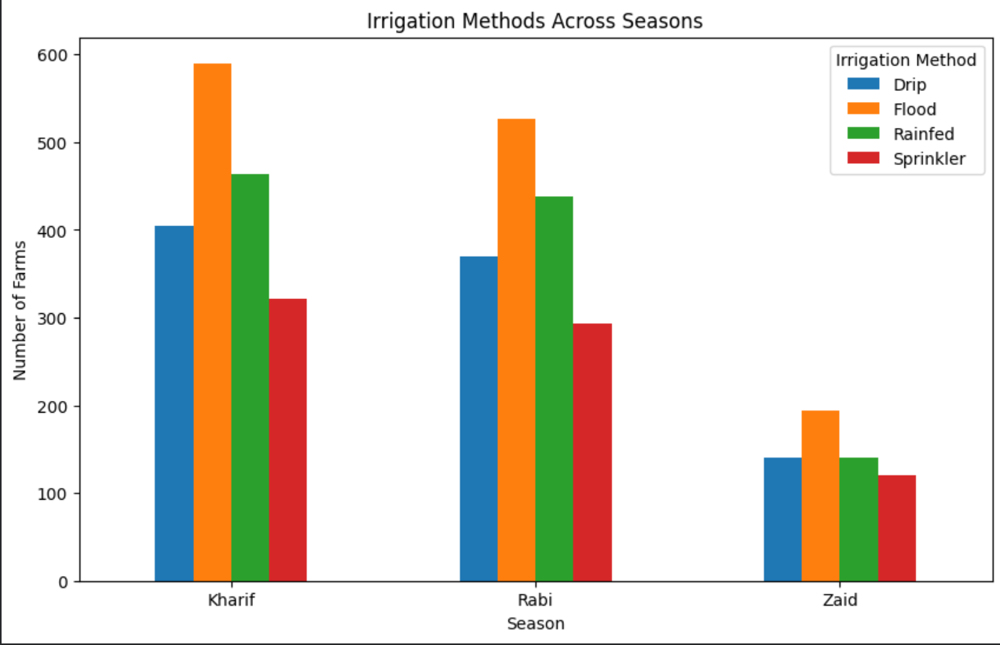 Irrigation Methods Across Seasons
Irrigation Method
Drip
Flood
Rainfed
Sprinkler
Number of Farms
600
500
400
300
200
100
0
Kharif
Rabi
Zaid
Season